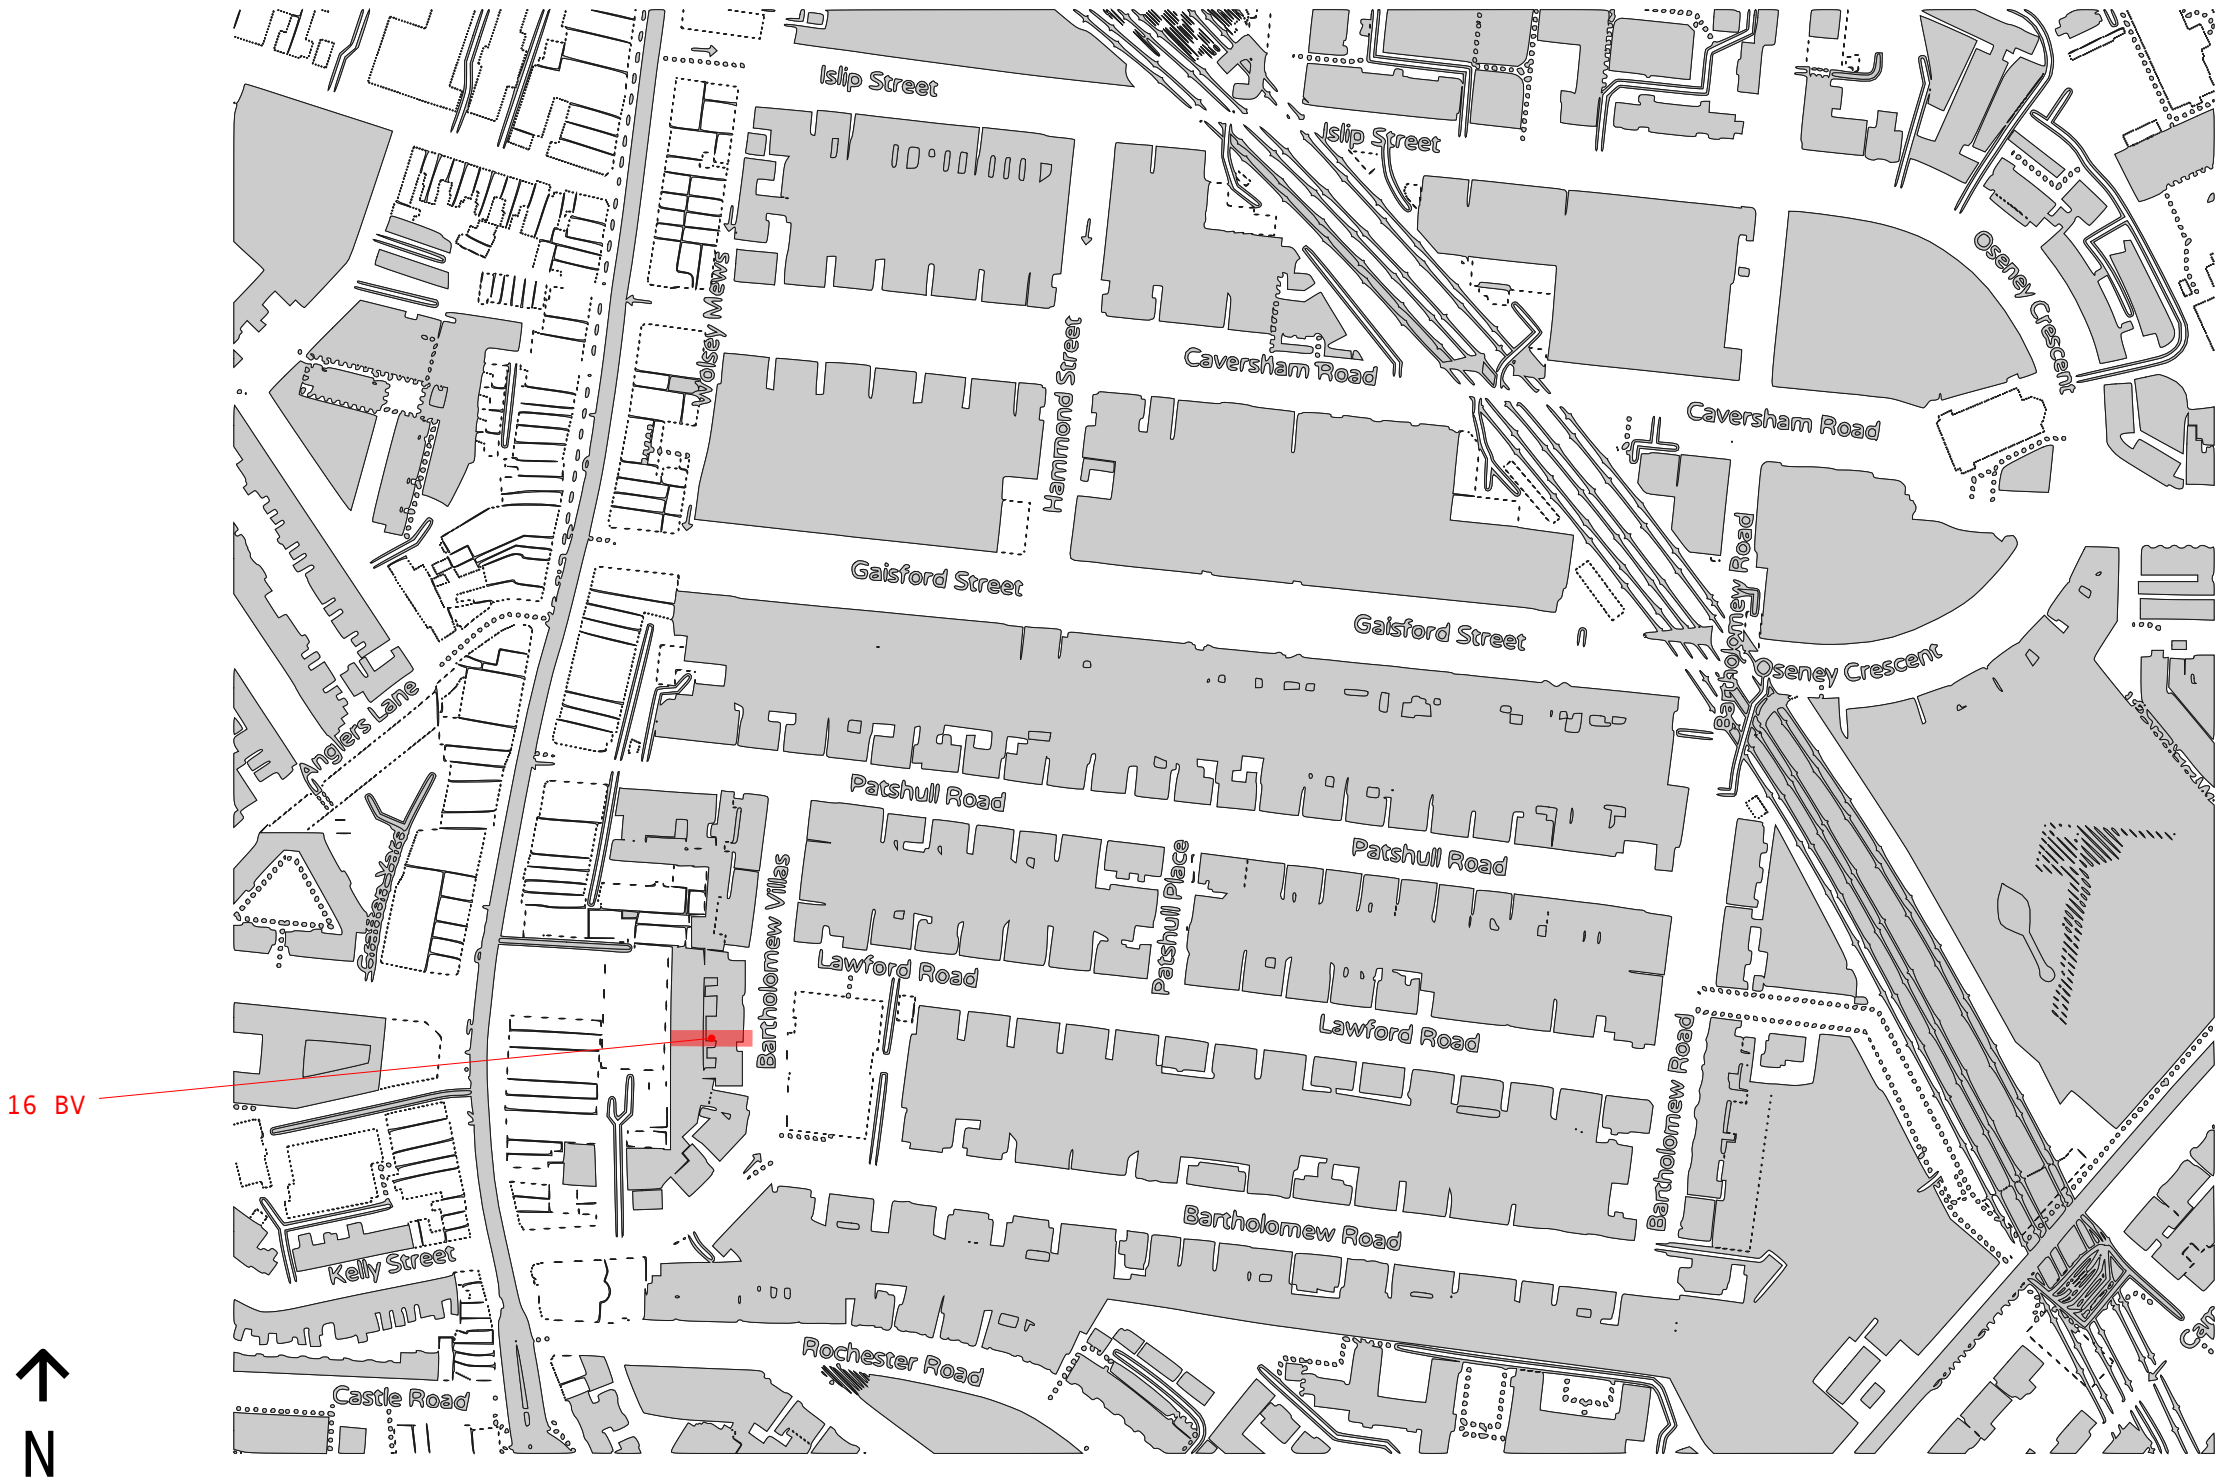 Islip Street
Islip Street
Wolsey Mews
Oseney Crescent
Hammond Street
Caversham Road
Caversham Road
Bartholomew Road
Gaisford Street
Gaisford Street
Oseney Crescent
Anglers Lane
Patshull Road
Patshull Road
Patshull Place
Bartholomew Villas
Lawford Road
Lawford Road
Bartholomew Road
16 BV
Bartholomew Road
Kelly Street
Rochester Road
Castle Road
N